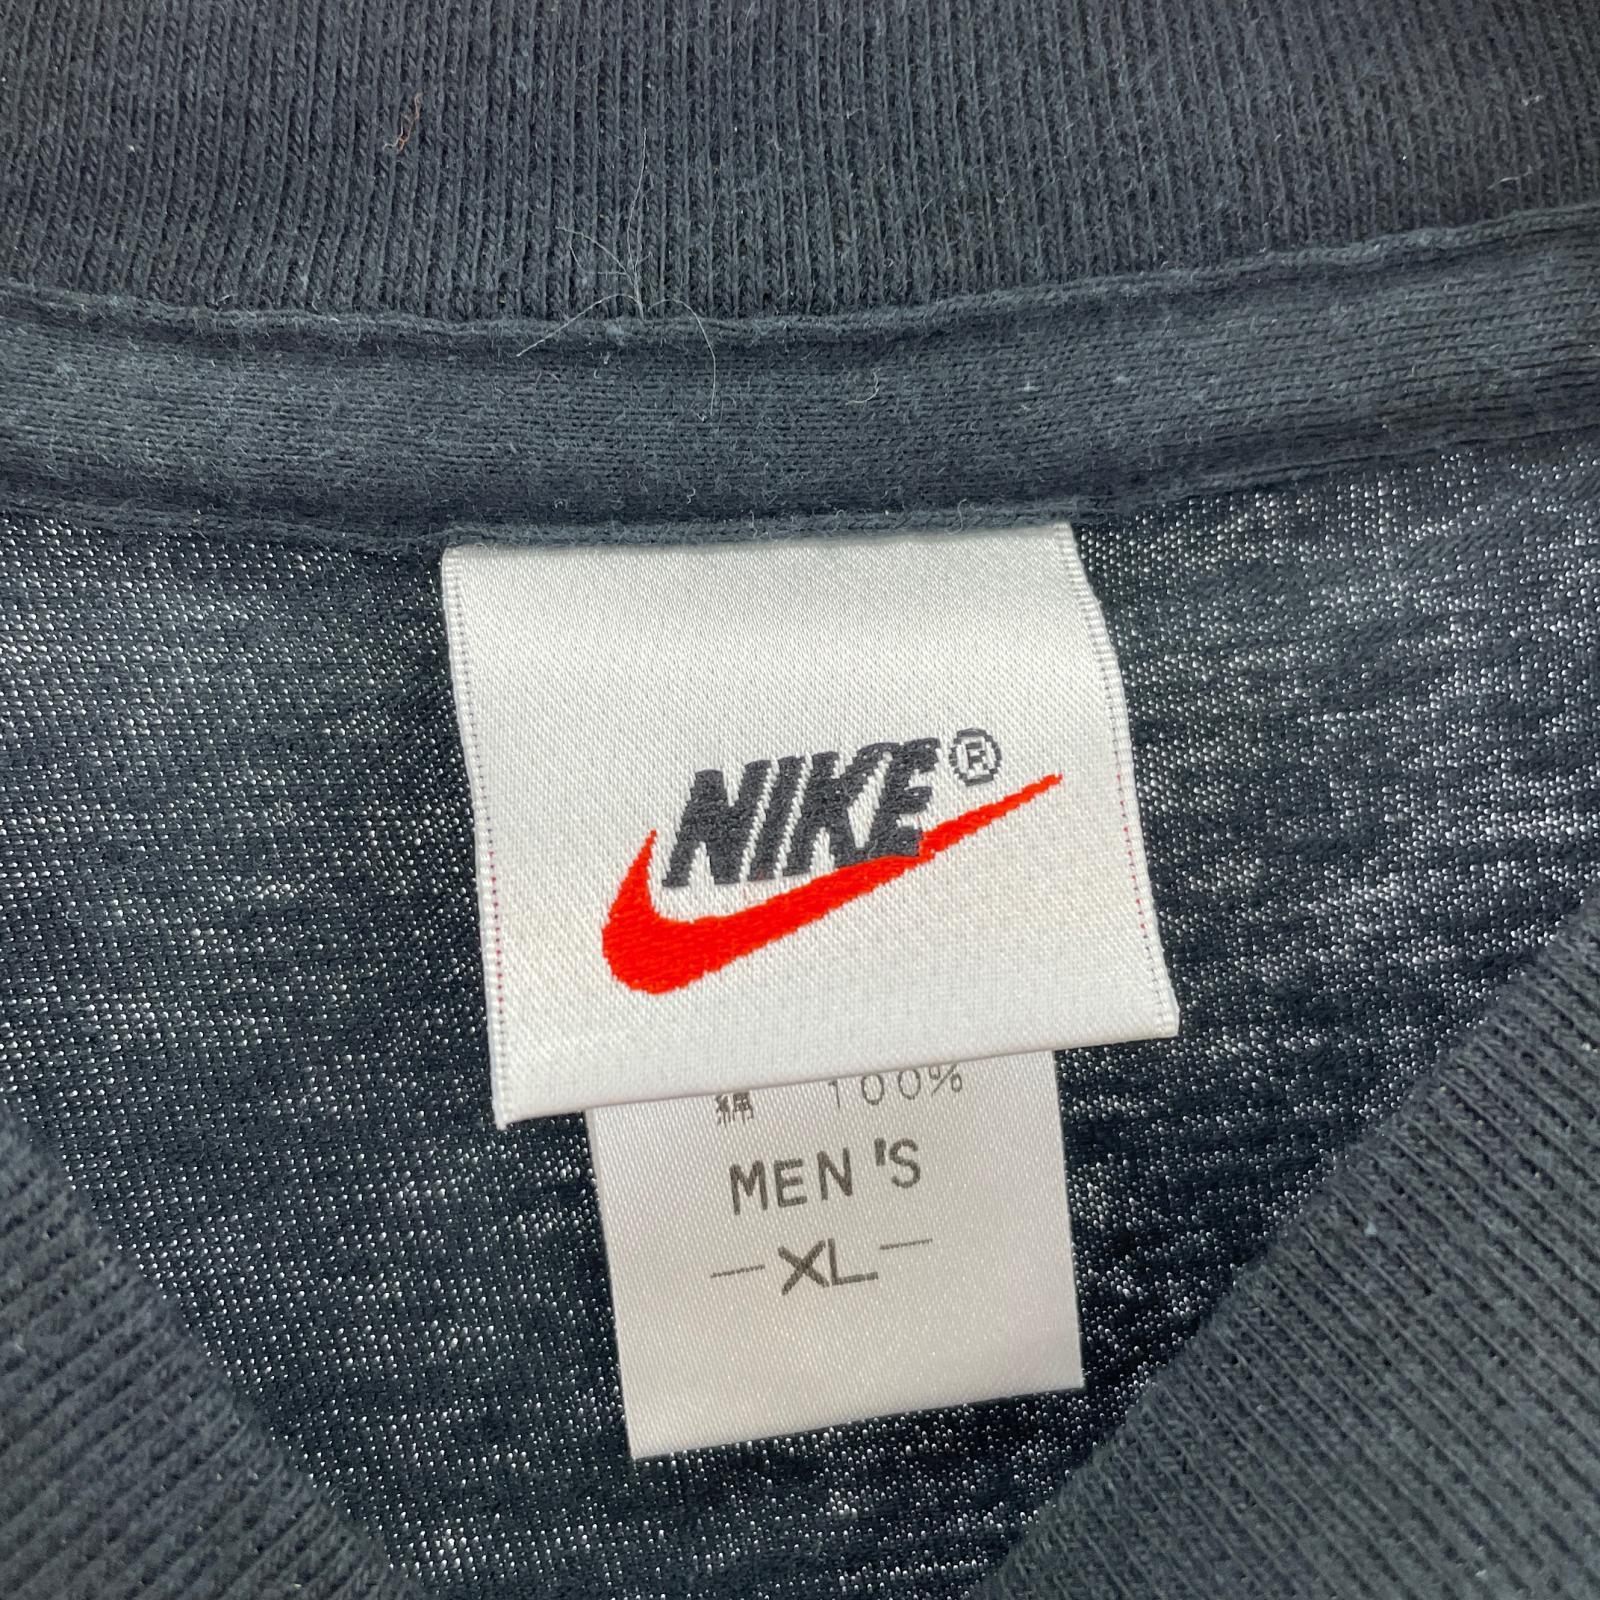 NIKE®
綿 100%
MEN'S
-XL-